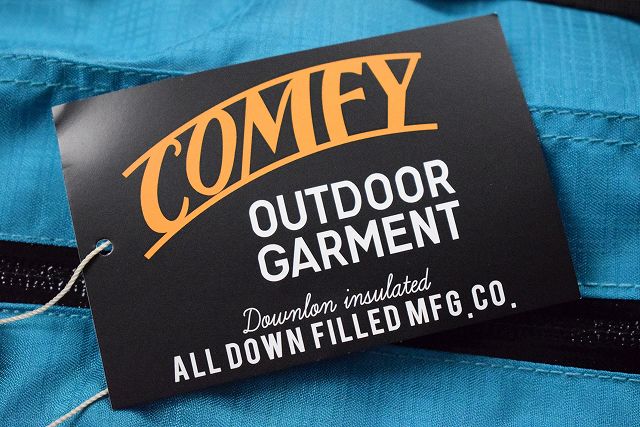 COMFY
OUTDOOR
GARMENT
Downlon insulated
ALL DOWN FILLED MFG.CO.